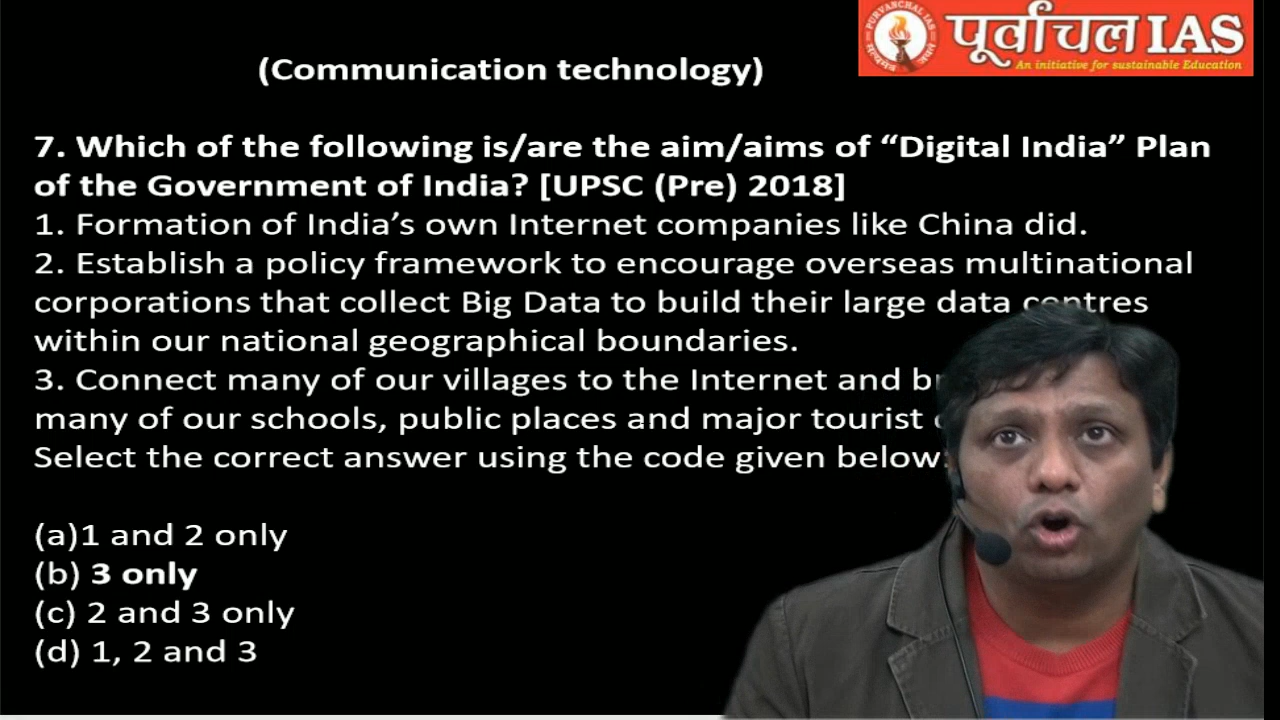 पूर्वांचल IAS
PURVANCHAL IAS
An initiative for sustainable Education
(Communication technology)
7. Which of the following is/are the aim/aims of “Digital India” Plan
of the Government of India? [UPSC (Pre) 2018]
1. Formation of India’s own Internet companies like China did.
2. Establish a policy framework to encourage overseas multinational
corporations that collect Big Data to build their large data centres
within our national geographical boundaries.
3. Connect many of our villages to the Internet and
many of our schools, public places and major tourist
Select the correct answer using the code given below:
(a)1 and 2 only
(b) 3 only
(c) 2 and 3 only
(d) 1, 2 and 3